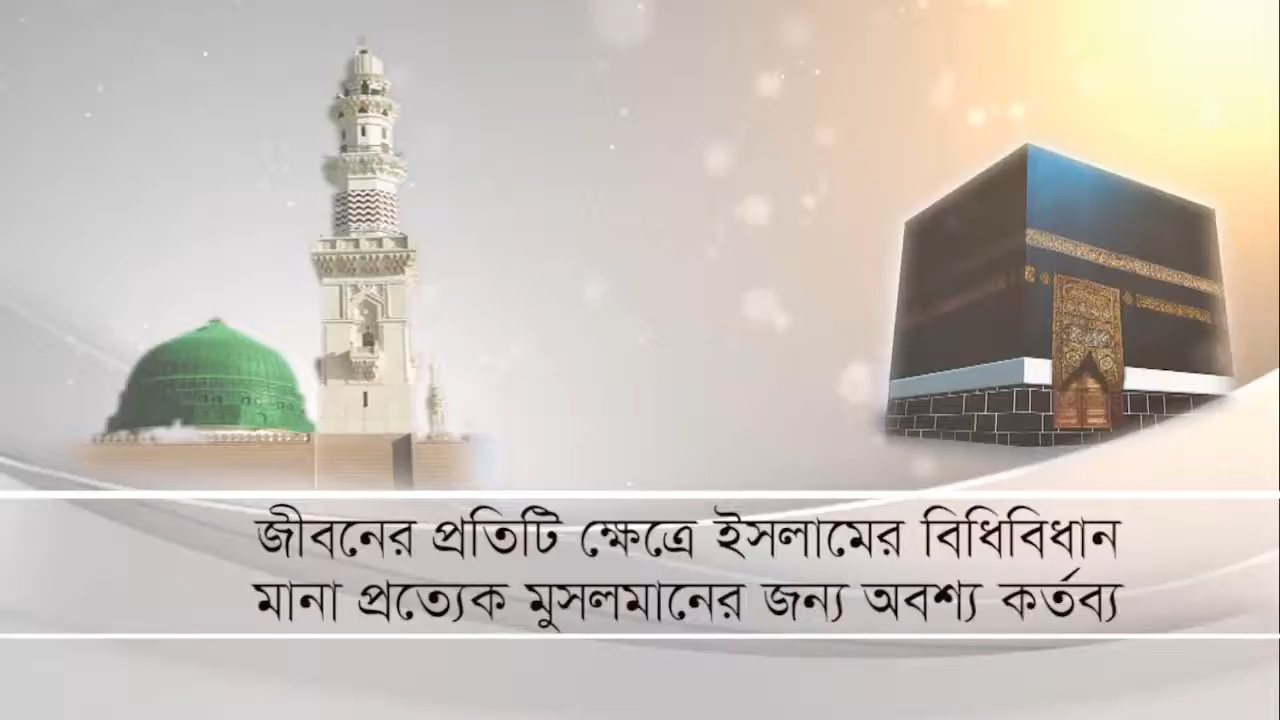 জীবনের প্রতিটি ক্ষেত্রে ইসলামের বিধিবিধান
মানা প্রত্যেক মুসলমানের জন্য অবশ্য কর্তব্য